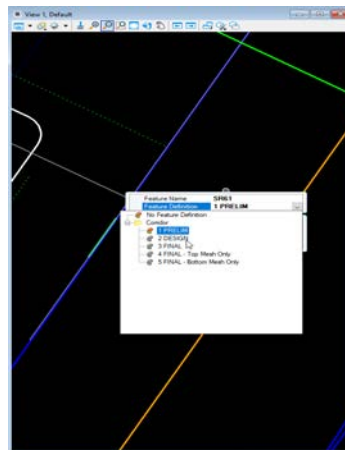 View 1, Default
Feature Name SR61
Feature Definition 1 PRELIM
No Feature Definition
Corridor
1 PRELIM
2 DESIGN
3 FINAL
4 FINAL - Top Mesh Only
5 FINAL - Bottom Mesh Only